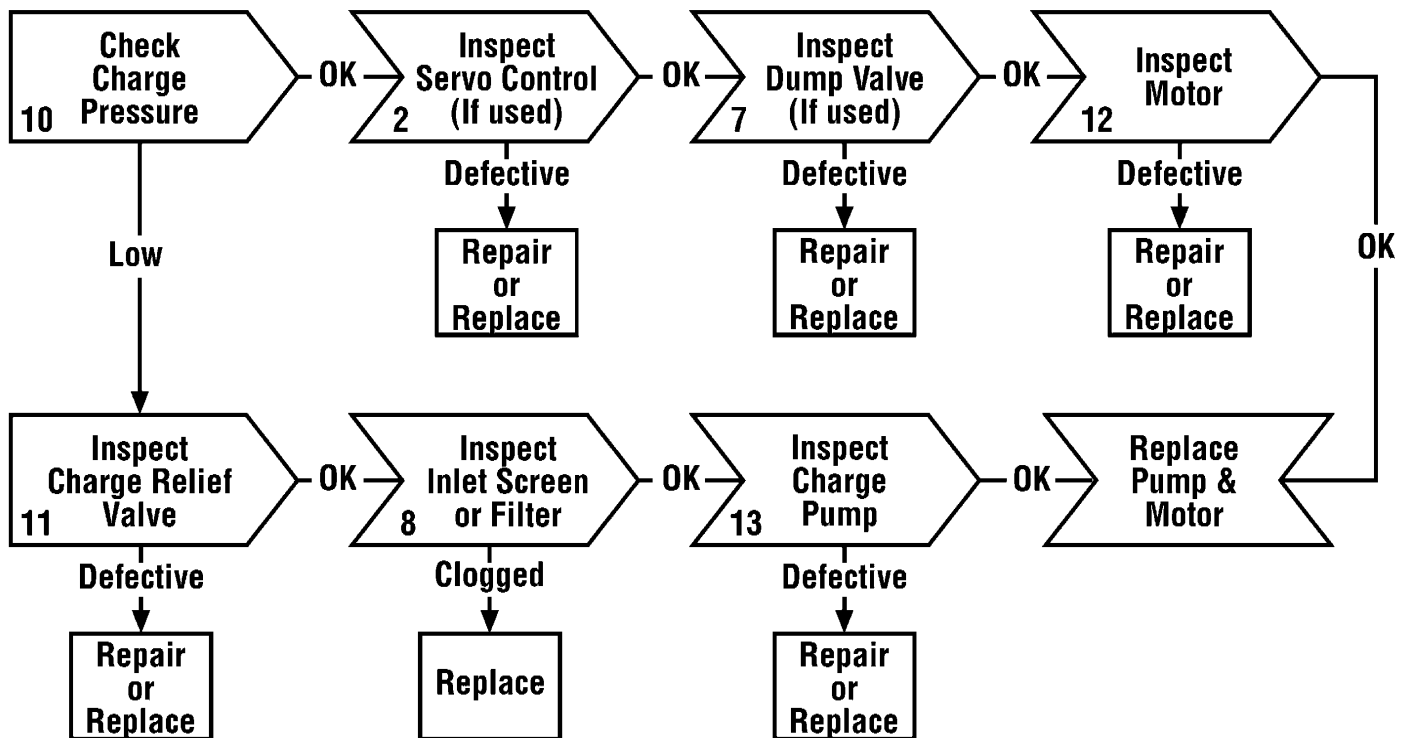 Check
Charge
Pressure
10
OK
Inspect
Servo Control
(If used)
2
OK
Inspect
Dump Valve
(If used)
7
OK
Inspect
Motor
12
OK
Low
Defective
Repair
or
Replace
Defective
Repair
or
Replace
Defective
Repair
or
Replace
Inspect
Charge Relief
Valve
11
OK
Inspect
Inlet Screen
or Filter
8
OK
Inspect
Charge
Pump
13
OK
Replace
Pump &
Motor
Defective
Repair
or
Replace
Clogged
Replace
Defective
Repair
or
Replace